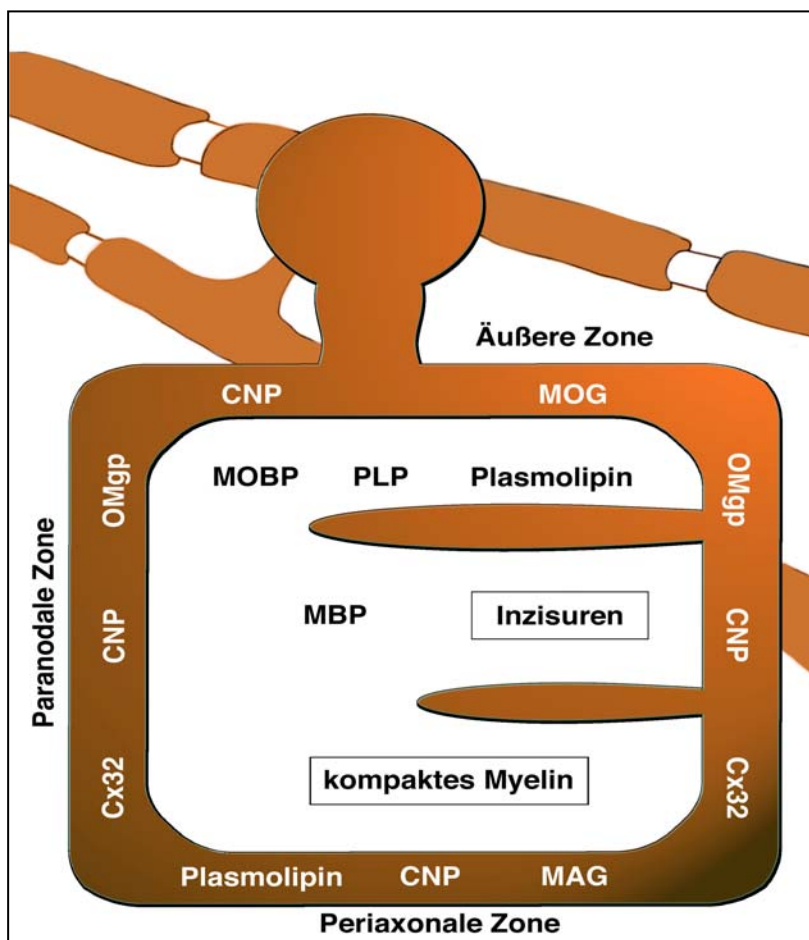 Äußere Zone
CNP MOG
OMgp MOBP PLP Plasmolipin OMgp
Paranodale Zone CNP MBP Inzisuren CNP
Cx32 kompaktes Myelin Cx32
Plasmolipin CNP MAG
Periaxonale Zone